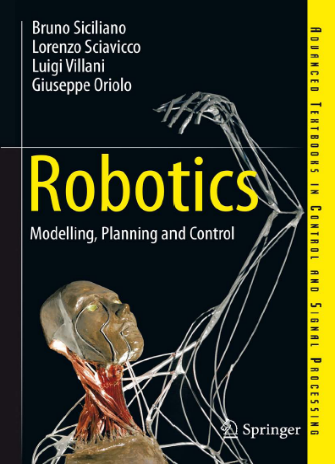 Bruno Siciliano
Lorenzo Sciavicco
Luigi Villani
Giuseppe Oriolo
Robotics
Modelling, Planning and Control
Springer
ADVANCED TEXTBOOKS IN CONTROL AND SIGNAL PROCESSING